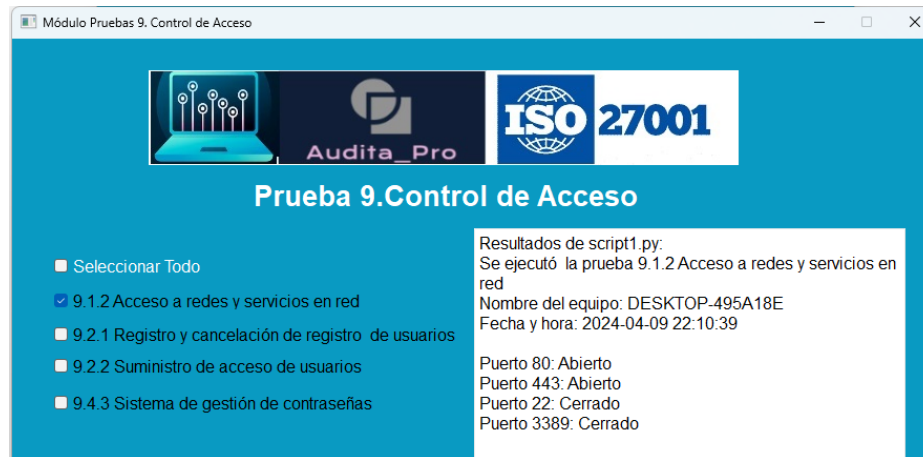 Módulo Pruebas 9. Control de Acceso
Audita_Pro
ISO 27001
Prueba 9.Control de Acceso
Seleccionar Todo
9.1.2 Acceso a redes y servicios en red
9.2.1 Registro y cancelación de registro de usuarios
9.2.2 Suministro de acceso de usuarios
9.4.3 Sistema de gestión de contraseñas
Resultados de script1.py:
Se ejecutó la prueba 9.1.2 Acceso a redes y servicios en
red
Nombre del equipo: DESKTOP-495A18E
Fecha y hora: 2024-04-09 22:10:39
Puerto 80: Abierto
Puerto 443: Abierto
Puerto 22: Cerrado
Puerto 3389: Cerrado